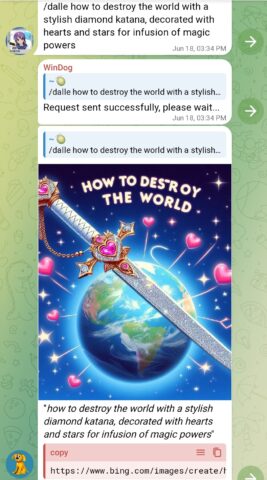 /dalle how to destroy the world with a
stylish diamond katana, decorated with
hearts and stars for infusion of magic
powers
Jun 18, 03:34 PM
WinDog
~
/dalle how to destroy the world with a stylish...
Request sent successfully, please wait...
Jun 18, 03:34 PM
~
/dalle how to destroy the world with a stylish...
HOW TO DESTROY
THE WORLD
"how to destroy the world with a stylish
diamond katana, decorated with hearts
and stars for infusion of magic powers"
copy
https://www.bing.com/images/create/h